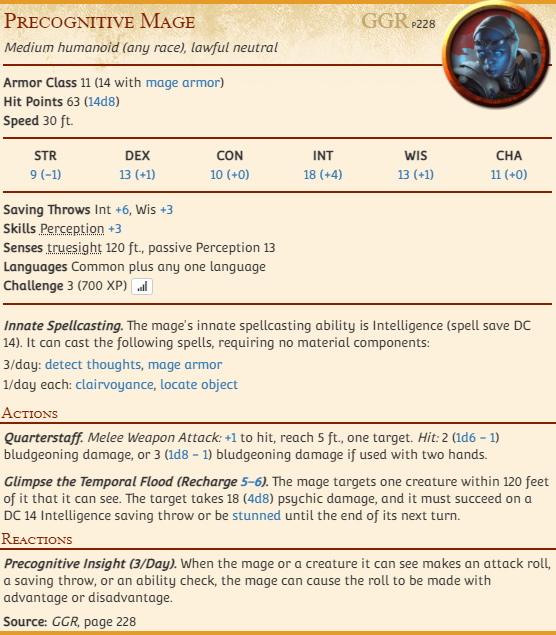 Precognitive Mage GGR p228
Medium humanoid (any race), lawful neutral
Armor Class 11 (14 with mage armor)
Hit Points 63 (14d8)
Speed 30 ft.
STR DEX CON INT WIS CHA
9 (−1) 13 (+1) 10 (+0) 18 (+4) 13 (+1) 11 (+0)
Saving Throws Int +6, Wis +3
Skills Perception +3
Senses truesight 120 ft., passive Perception 13
Languages Common plus any one language
Challenge 3 (700 XP)
Innate Spellcasting. The mage's innate spellcasting ability is Intelligence (spell save DC
14). It can cast the following spells, requiring no material components:
3/day: detect thoughts, mage armor
1/day each: clairvoyance, locate object
Actions
Quarterstaff. Melee Weapon Attack: +1 to hit, reach 5 ft., one target. Hit: 2 (1d6 − 1)
bludgeoning damage, or 3 (1d8 − 1) bludgeoning damage if used with two hands.
Glimpse the Temporal Flood (Recharge 5–6). The mage targets one creature within 120 feet
of it that it can see. The target takes 18 (4d8) psychic damage, and it must succeed on a
DC 14 Intelligence saving throw or be stunned until the end of its next turn.
Reactions
Precognitive Insight (3/Day). When the mage or a creature it can see makes an attack roll,
a saving throw, or an ability check, the mage can cause the roll to be made with
advantage or disadvantage.
Source: GGR, page 228